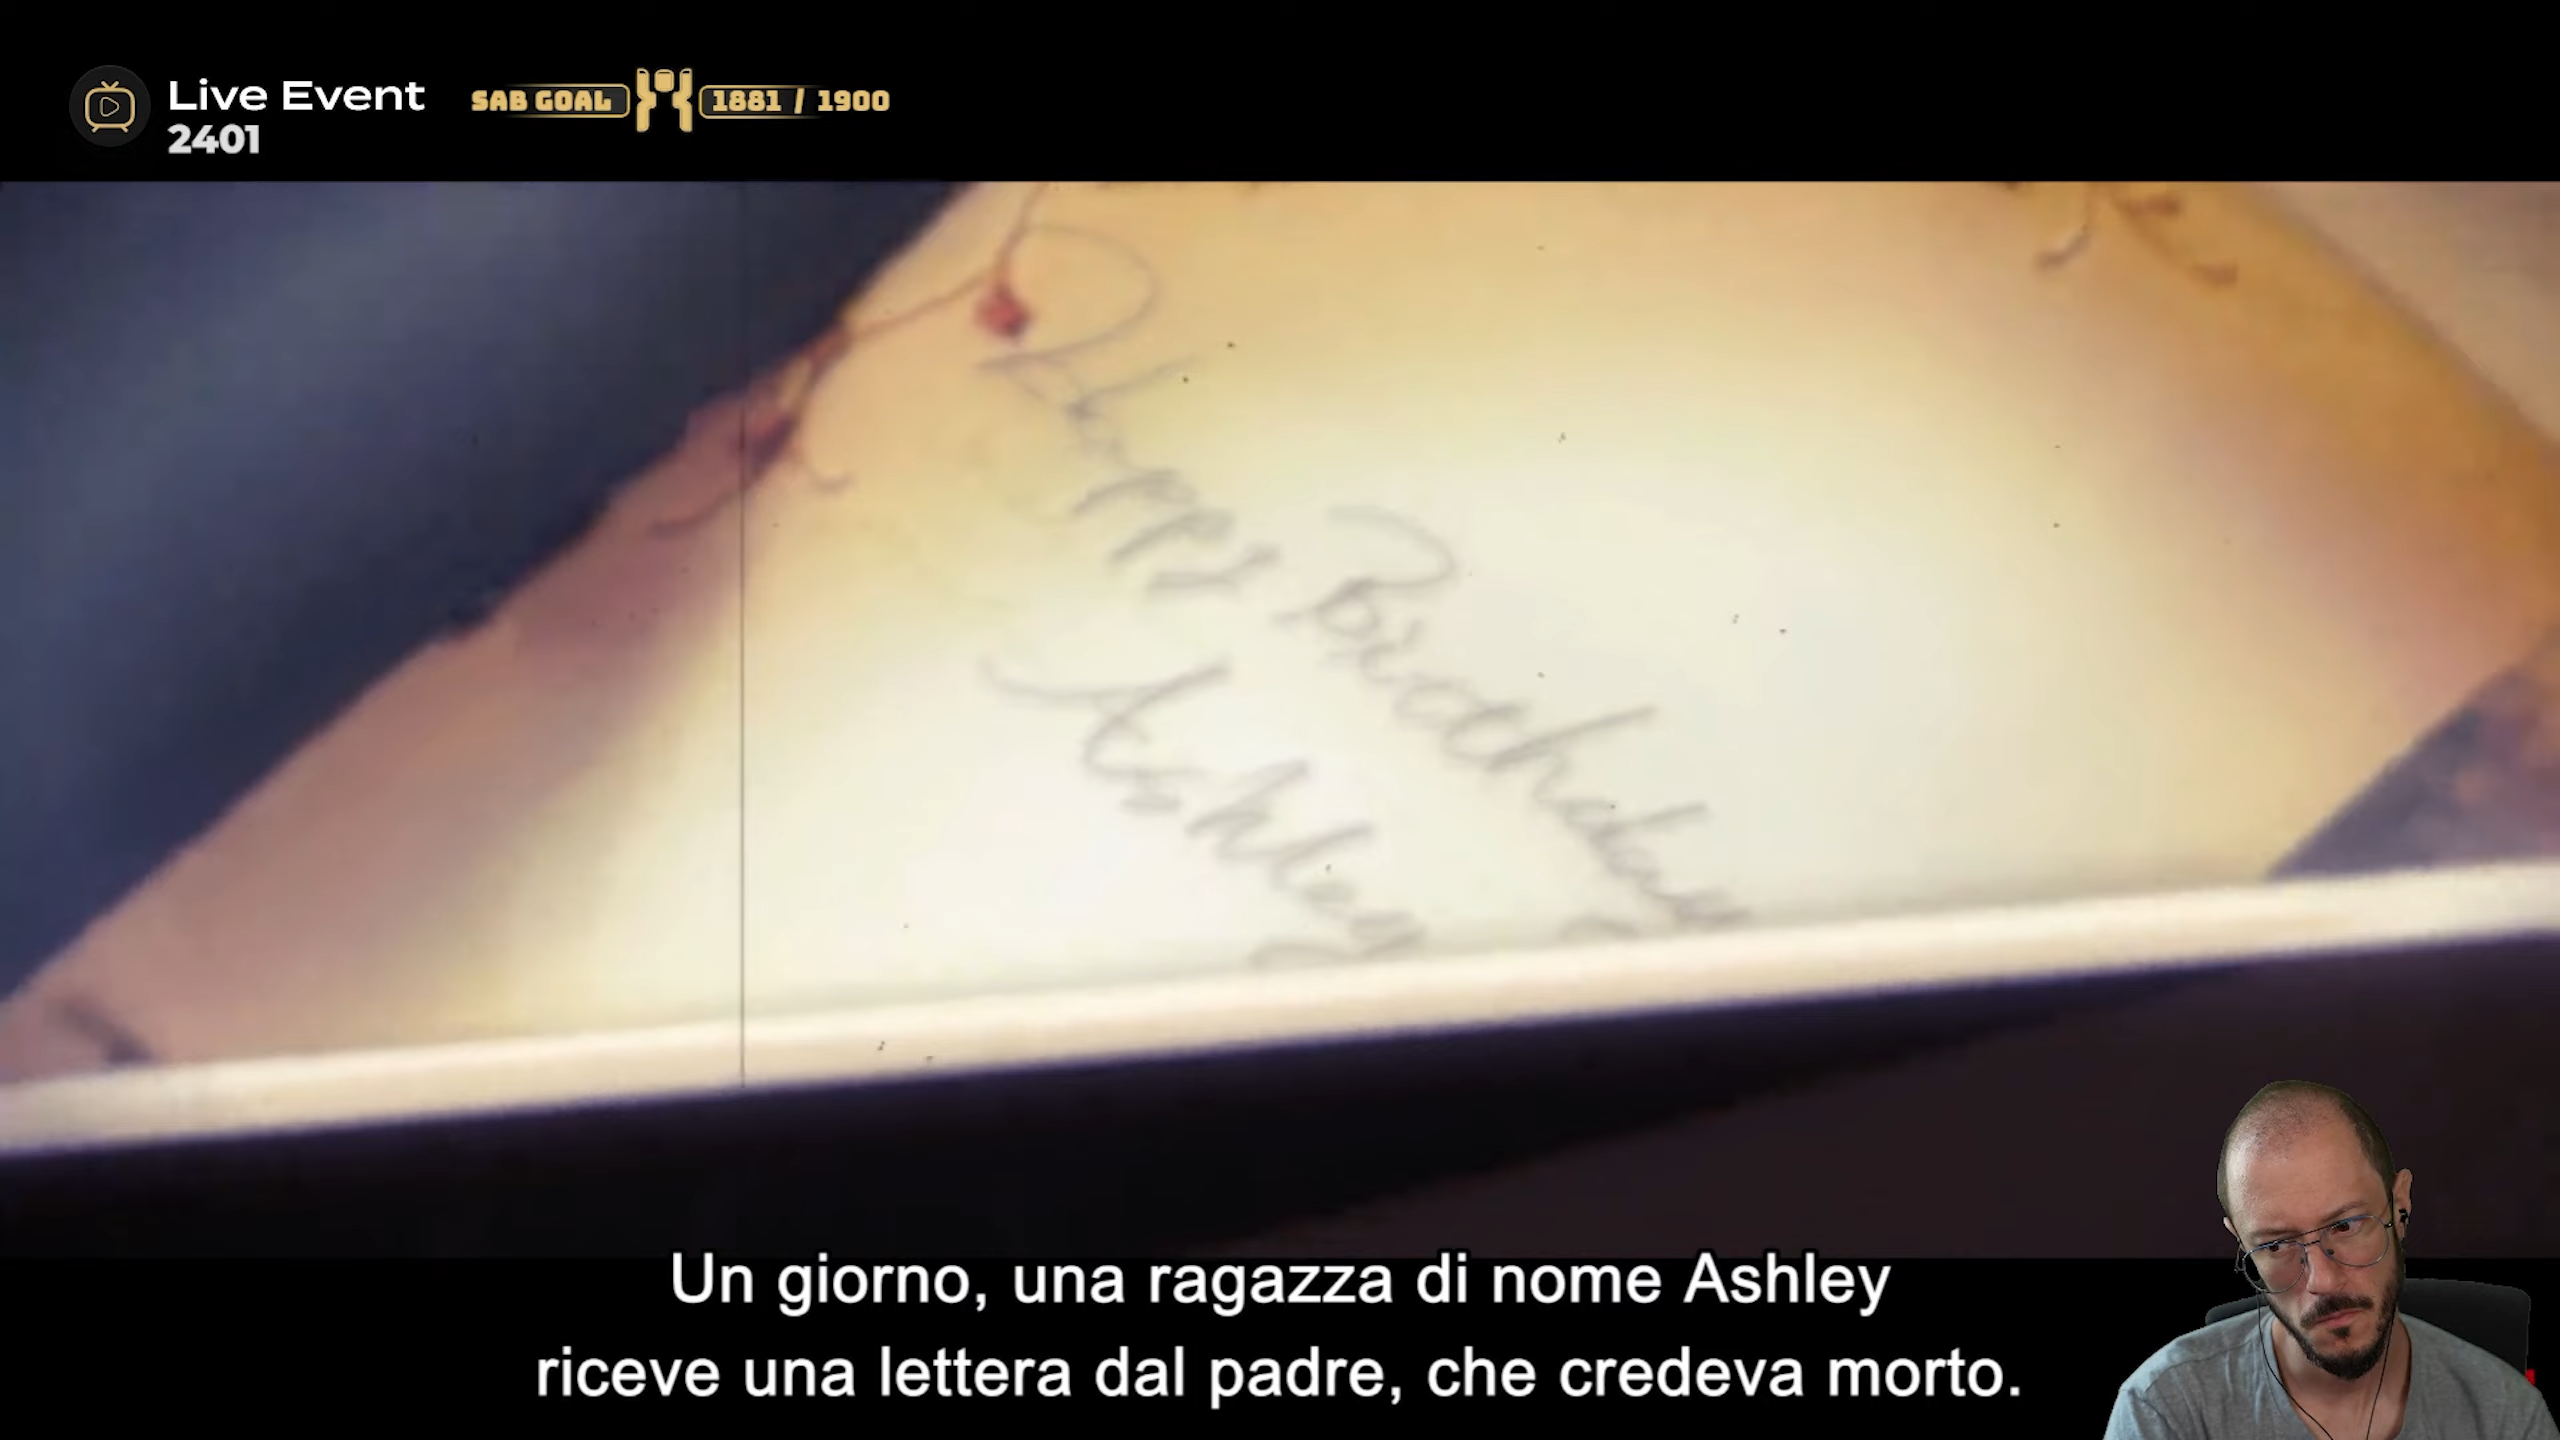 Live Event
2401
SAB GOAL 1881 / 1900
Happy Birthday
Ashley
Un giorno, una ragazza di nome Ashley
riceve una lettera dal padre, che credeva morto.